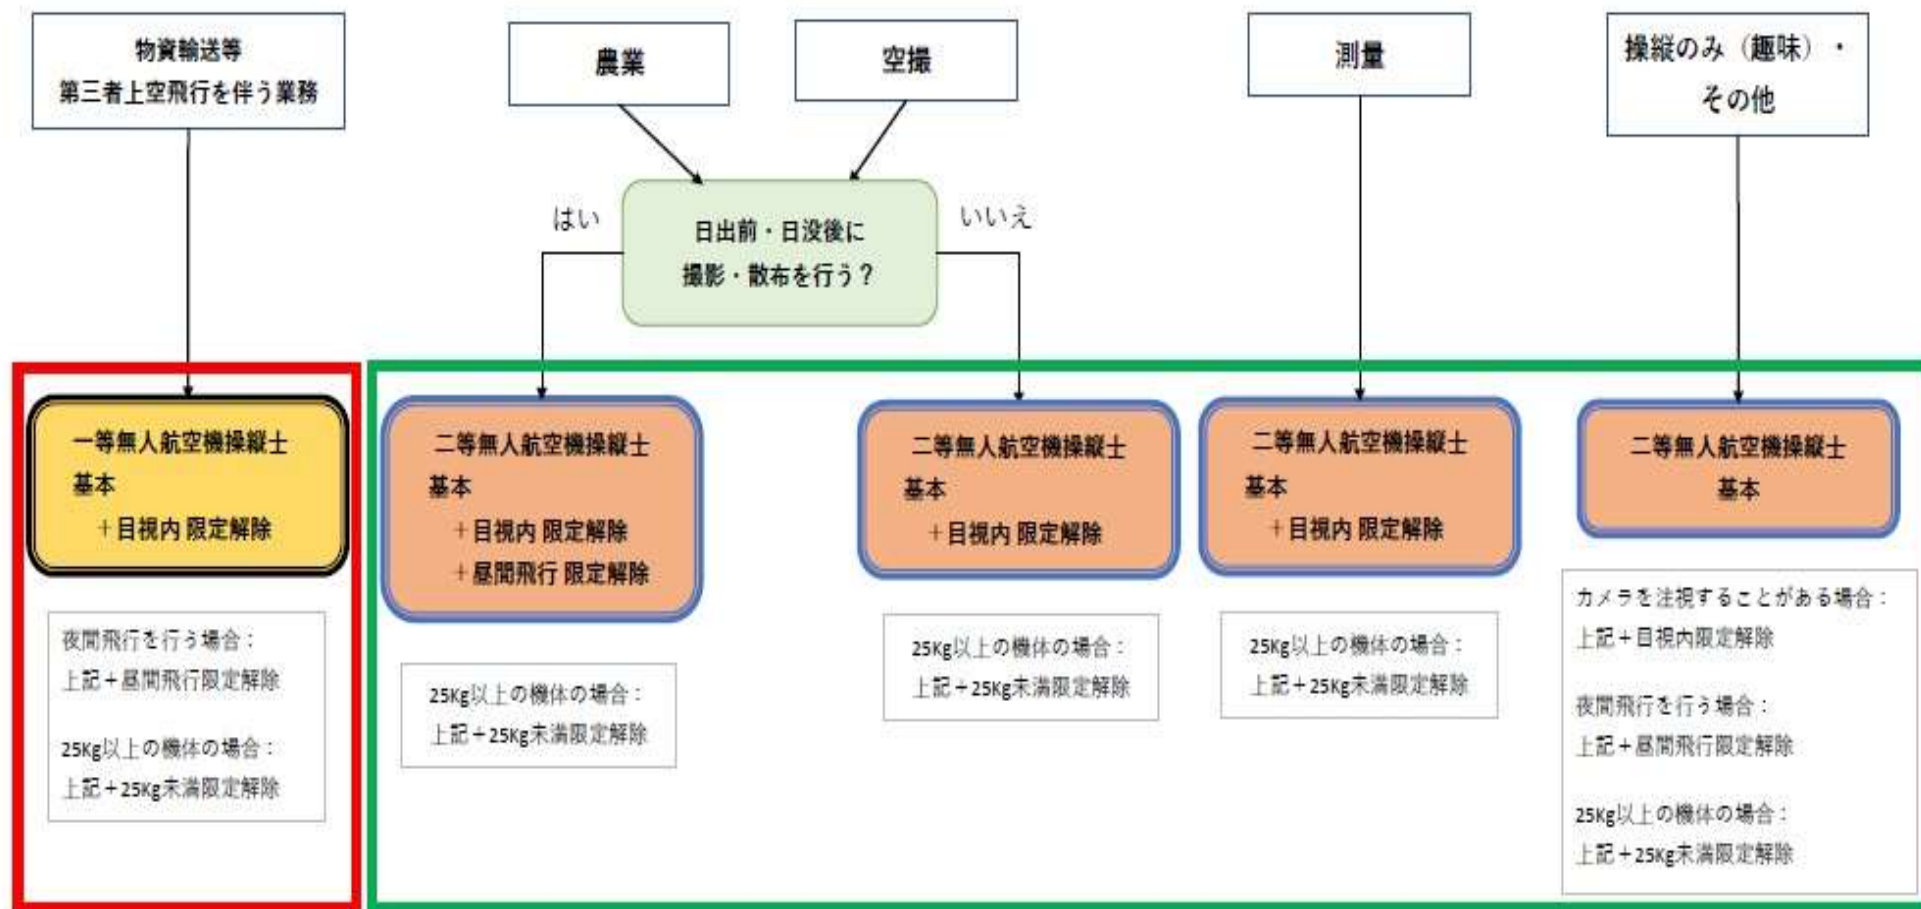 物資輸送等
第三者上空飛行を伴う業務
農業
空撮
測量
操縦のみ（趣味）・
その他
はい
日出前・日没後に
撮影・散布を行う？
いいえ
一等無人航空機操縦士
基本
＋目視内 限定解除
夜間飛行を行う場合：
上記＋昼間飛行限定解除
25Kg以上の機体の場合：
上記＋25Kg未満限定解除
二等無人航空機操縦士
基本
＋目視内 限定解除
＋昼間飛行 限定解除
25Kg以上の機体の場合：
上記＋25Kg未満限定解除
二等無人航空機操縦士
基本
＋目視内 限定解除
25Kg以上の機体の場合：
上記＋25Kg未満限定解除
二等無人航空機操縦士
基本
＋目視内 限定解除
25Kg以上の機体の場合：
上記＋25Kg未満限定解除
二等無人航空機操縦士
基本
カメラを注視することがある場合：
上記＋目視内限定解除
夜間飛行を行う場合：
上記＋昼間飛行限定解除
25Kg以上の機体の場合：
上記＋25Kg未満限定解除